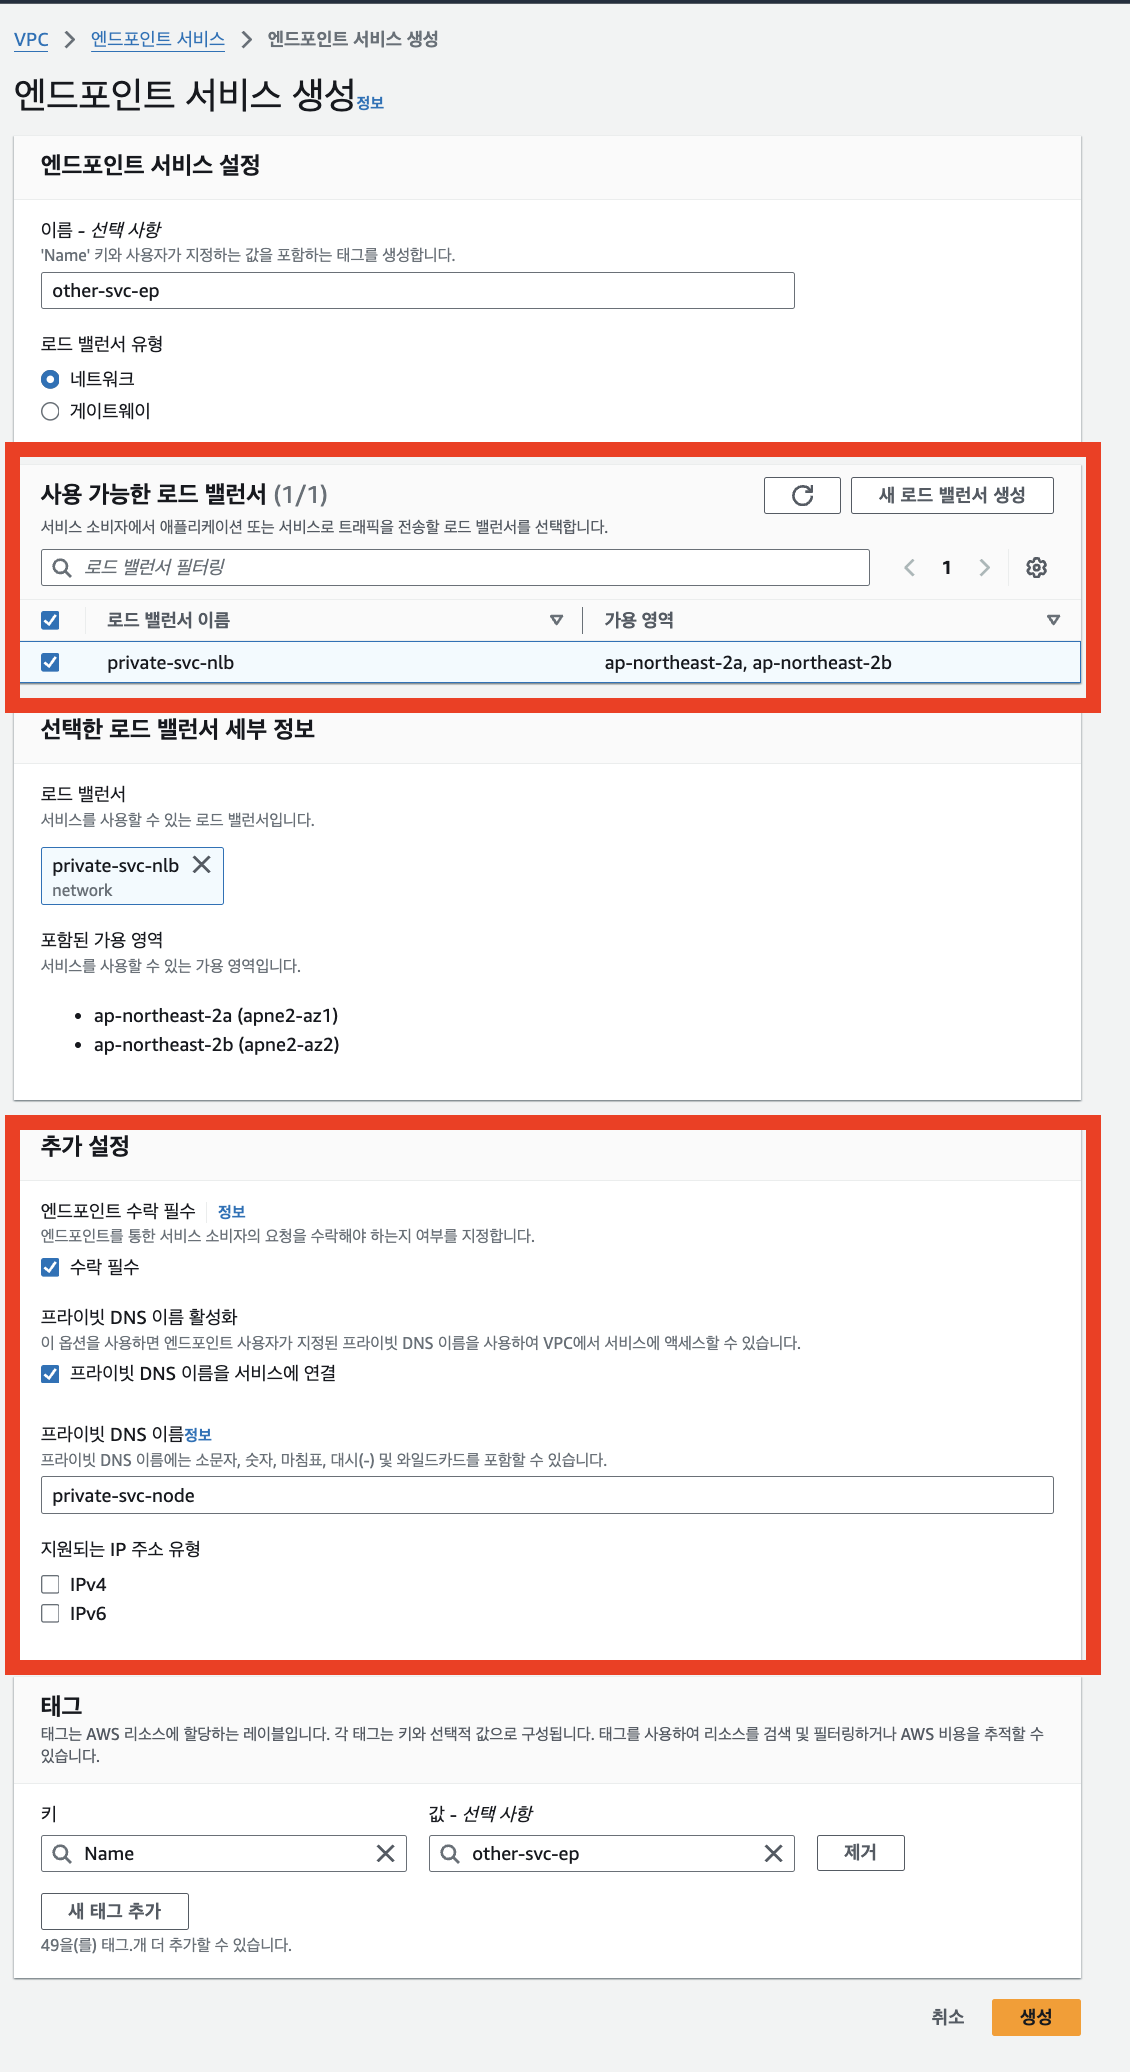 VPC > 엔드포인트 서비스 > 엔드포인트 서비스 생성
엔드포인트 서비스 생성 정보
엔드포인트 서비스 설정
이름 - 선택 사항
'Name' 키와 사용자가 지정하는 값을 포함하는 태그를 생성합니다.
other-svc-ep
로드 밸런서 유형
네트워크
게이트웨이
사용 가능한 로드 밸런서 (1/1)
새 로드 밸런서 생성
서비스 소비자에서 애플리케이션 또는 서비스로 트래픽을 전송할 로드 밸런서를 선택합니다.
로드 밸런서 필터링
1
로드 밸런서 이름 가용 영역
private-svc-nlb ap-northeast-2a, ap-northeast-2b
선택한 로드 밸런서 세부 정보
로드 밸런서
서비스를 사용할 수 있는 로드 밸런서입니다.
private-svc-nlb
network
포함된 가용 영역
서비스를 사용할 수 있는 가용 영역입니다.
• ap-northeast-2a (apne2-az1)
• ap-northeast-2b (apne2-az2)
추가 설정
엔드포인트 수락 필수 정보
엔드포인트를 통한 서비스 소비자의 요청을 수락해야 하는지 여부를 지정합니다.
수락 필수
프라이빗 DNS 이름 활성화
이 옵션을 사용하면 엔드포인트 사용자가 지정된 프라이빗 DNS 이름을 사용하여 VPC에서 서비스에 액세스할 수 있습니다.
프라이빗 DNS 이름을 서비스에 연결
프라이빗 DNS 이름 정보
프라이빗 DNS 이름에는 소문자, 숫자, 마침표, 대시(-) 및 와일드카드를 포함할 수 있습니다.
private-svc-node
지원되는 IP 주소 유형
IPv4
IPv6
태그
태그는 AWS 리소스에 할당하는 레이블입니다. 각 태그는 키와 선택적 값으로 구성됩니다. 태그를 사용하여 리소스를 검색 및 필터링하거나 AWS 비용을 추적할 수
있습니다.
키 값 - 선택 사항
Name other-svc-ep 제거
새 태그 추가
49을(를) 태그.개 더 추가할 수 있습니다.
취소 생성